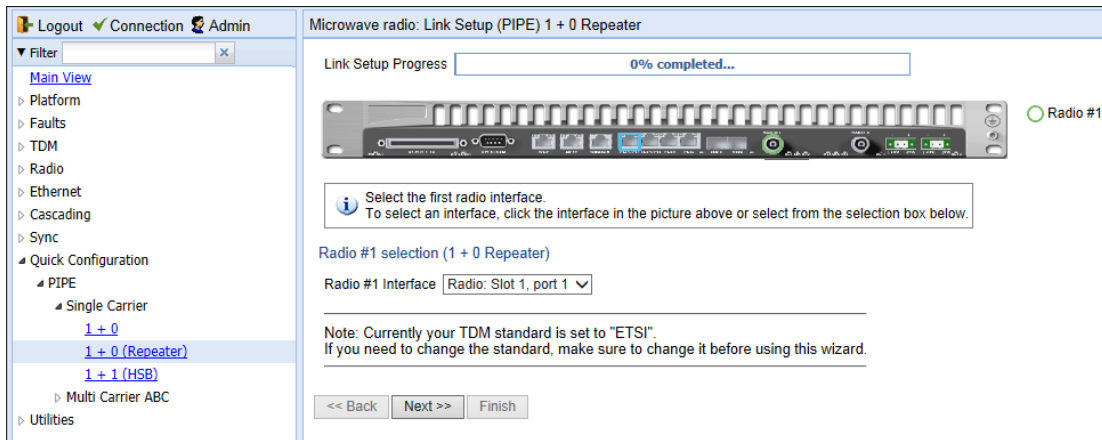 Logout Connection Admin
Filter
Main View
Platform
Faults
TDM
Radio
Ethernet
Cascading
Sync
Quick Configuration
PIPE
Single Carrier
1 + 0
1 + 0 (Repeater)
1 + 1 (HSB)
Multi Carrier ABC
Utilities
Microwave radio: Link Setup (PIPE) 1 + 0 Repeater
Link Setup Progress 0% completed...
Radio #1
Select the first radio interface.
To select an interface, click the interface in the picture above or select from the selection box below.
Radio #1 selection (1 + 0 Repeater)
Radio #1 Interface Radio: Slot 1, port 1
Note: Currently your TDM standard is set to "ETSI".
If you need to change the standard, make sure to change it before using this wizard.
<< Back Next >> Finish